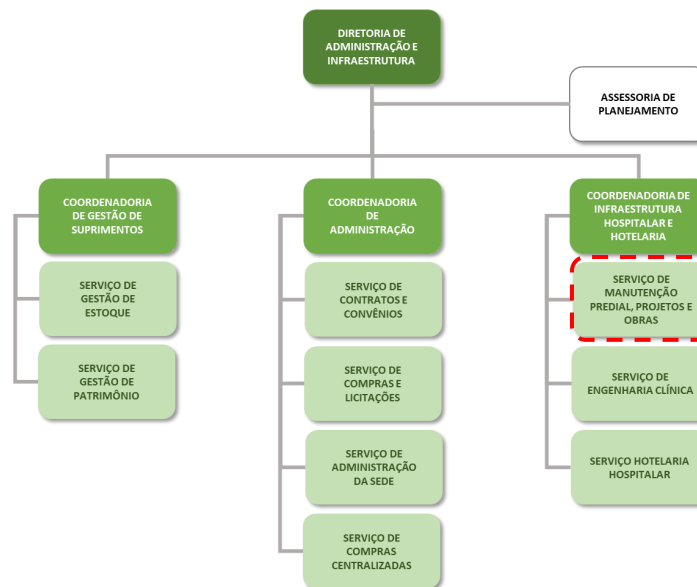 DIRETORIA DE
ADMINISTRAÇÃO E
INFRAESTRUTURA
ASSESSORIA DE
PLANEJAMENTO
COORDENADORIA
DE GESTÃO DE
SUPRIMENTOS
SERVIÇO DE
GESTÃO DE
ESTOQUE
SERVIÇO DE
GESTÃO DE
PATRIMÔNIO
COORDENADORIA
DE
ADMINISTRAÇÃO
SERVIÇO DE
CONTRATOS E
CONVÊNIOS
SERVIÇO DE
COMPRAS E
LICITAÇÕES
SERVIÇO DE
ADMINISTRAÇÃO
DA SEDE
SERVIÇO DE
COMPRAS
CENTRALIZADAS
COORDENADORIA DE
INFRAESTRUTURA
HOSPITALAR E
HOTELARIA
SERVIÇO DE
MANUTENÇÃO
PREDIAL, PROJETOS E
OBRAS
SERVIÇO DE
ENGENHARIA CLÍNICA
SERVIÇO HOTELARIA
HOSPITALAR